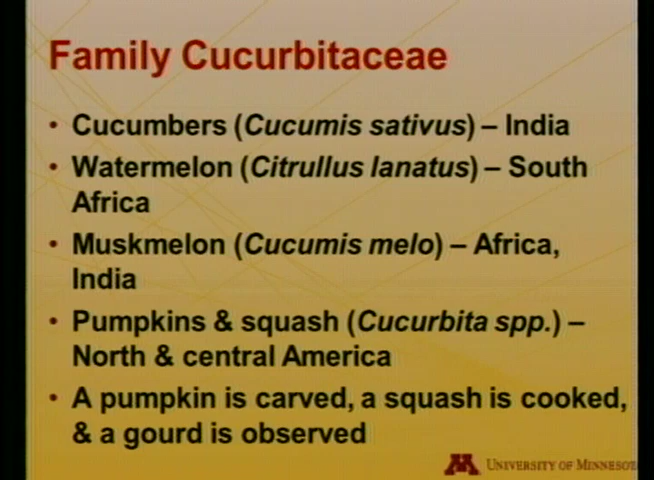 Family Cucurbitaceae
• Cucumbers (Cucumis sativus) – India
• Watermelon (Citrullus lanatus) – South
Africa
• Muskmelon (Cucumis melo) – Africa,
India
• Pumpkins & squash (Cucurbita spp.) –
North & central America
• A pumpkin is carved, a squash is cooked,
& a gourd is observed
M UNIVERSITY OF MINNESOT